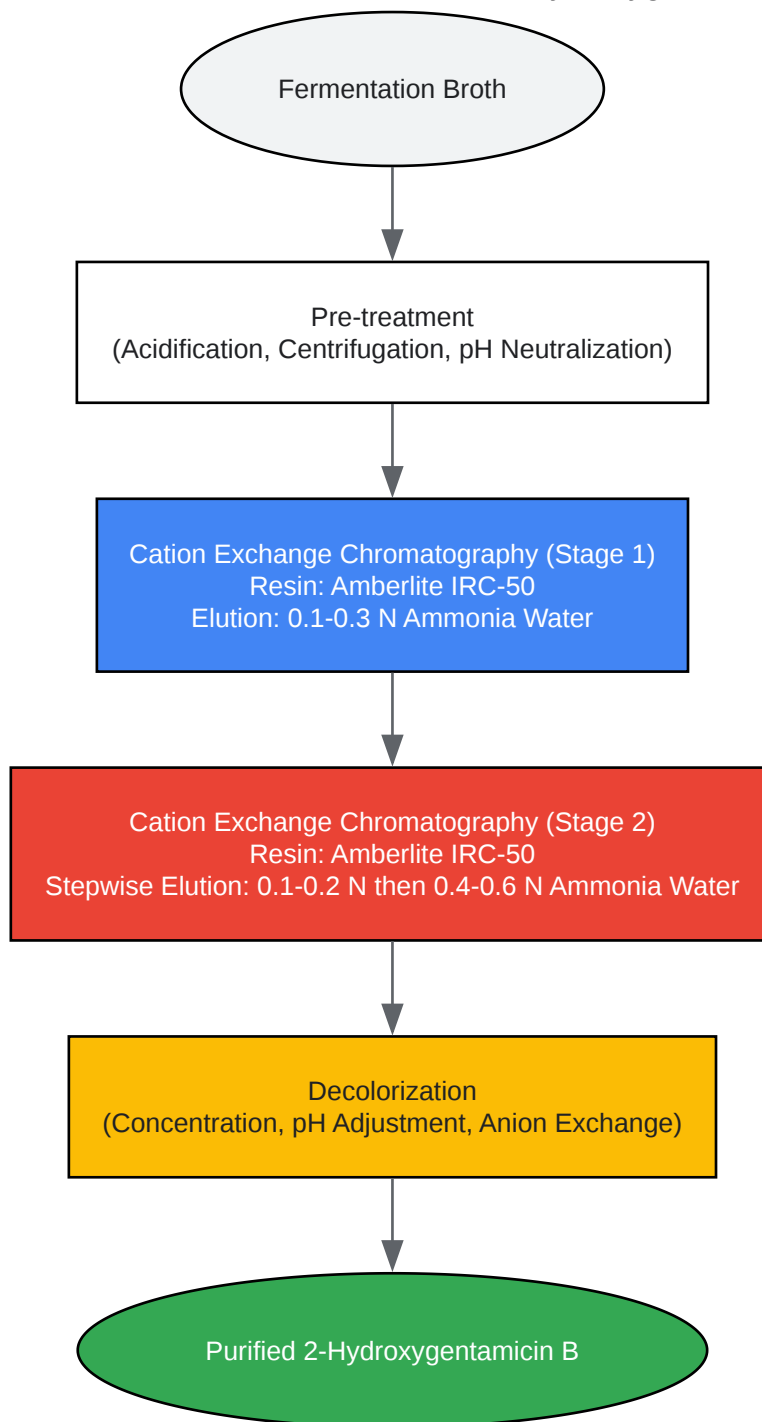 Fermentation Broth
Pre-treatment
(Acidification, Centrifugation, pH Neutralization)
Cation Exchange Chromatography (Stage 1)
Resin: Amberlite IRC-50
Elution: 0.1-0.3 N Ammonia Water
Cation Exchange Chromatography (Stage 2)
Resin: Amberlite IRC-50
Stepwise Elution: 0.1-0.2 N then 0.4-0.6 N Ammonia Water
Decolorization
(Concentration, pH Adjustment, Anion Exchange)
Purified 2-Hydroxygentamicin B